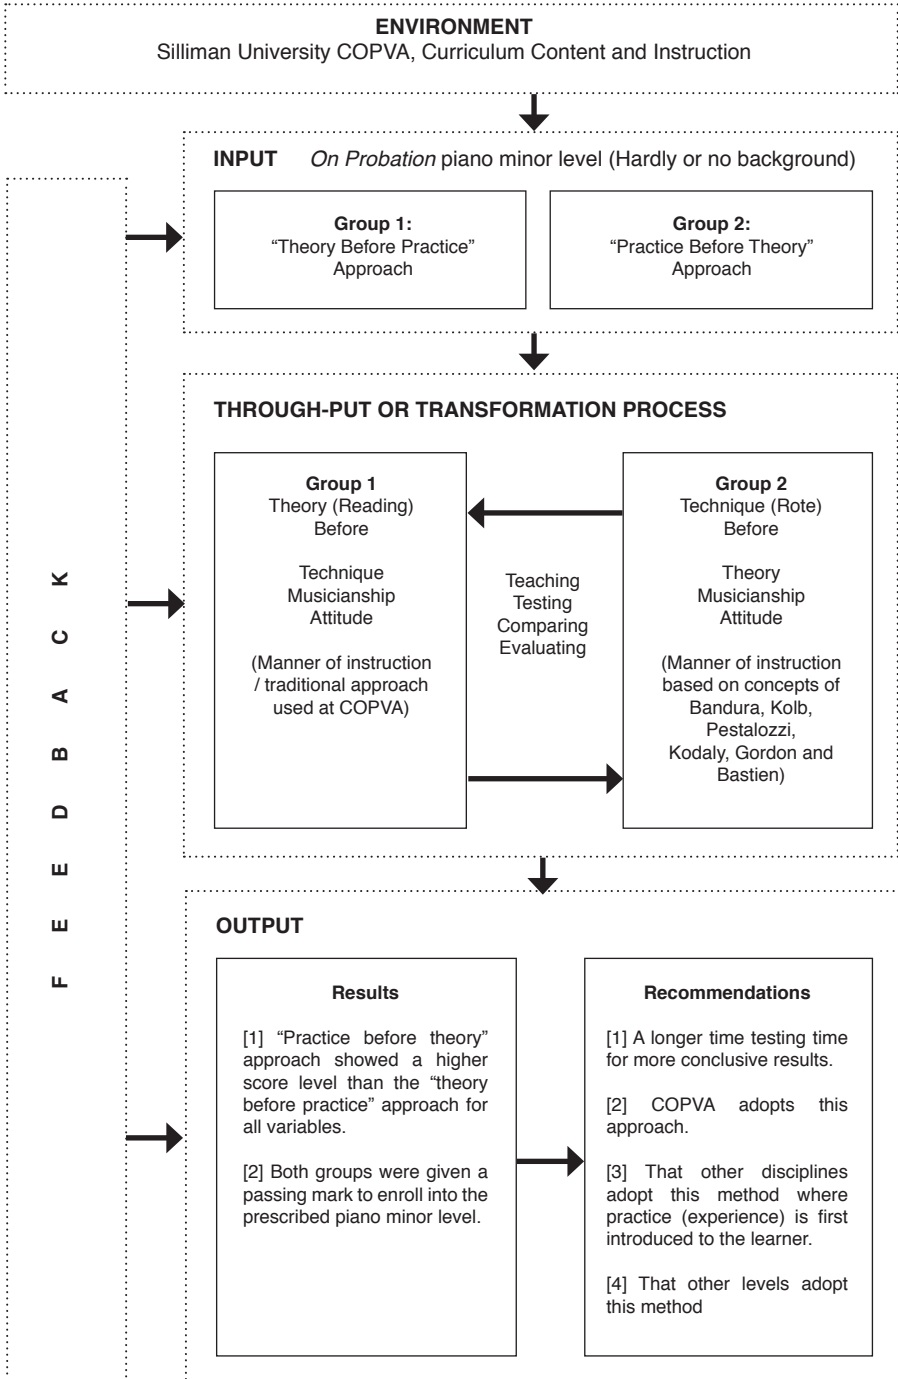 ENVIRONMENT
Silliman University COPVA, Curriculum Content and Instruction
INPUT On Probation piano minor level (Hardly or no background)
Group 1:
“Theory Before Practice”
Approach
Group 2:
“Practice Before Theory”
Approach
THROUGH-PUT OR TRANSFORMATION PROCESS
Group 1
Theory (Reading)
Before
Technique
Musicianship
Attitude
(Manner of instruction
/ traditional approach
used at COPVA)
Teaching
Testing
Comparing
Evaluating
Group 2
Technique (Rote)
Before
Theory
Musicianship
Attitude
(Manner of instruction
based on concepts of
Bandura, Kolb,
Pestalozzi,
Kodaly, Gordon and
Bastien)
FEEDBACK
OUTPUT
Results
[1] “Practice before theory”
approach showed a higher
score level than the “theory
before practice” approach for
all variables.
[2] Both groups were given a
passing mark to enroll into the
prescribed piano minor level.
Recommendations
[1] A longer time testing time
for more conclusive results.
[2] COPVA adopts this
approach.
[3] That other disciplines
adopt this method where
practice (experience) is first
introduced to the learner.
[4] That other levels adopt
this method